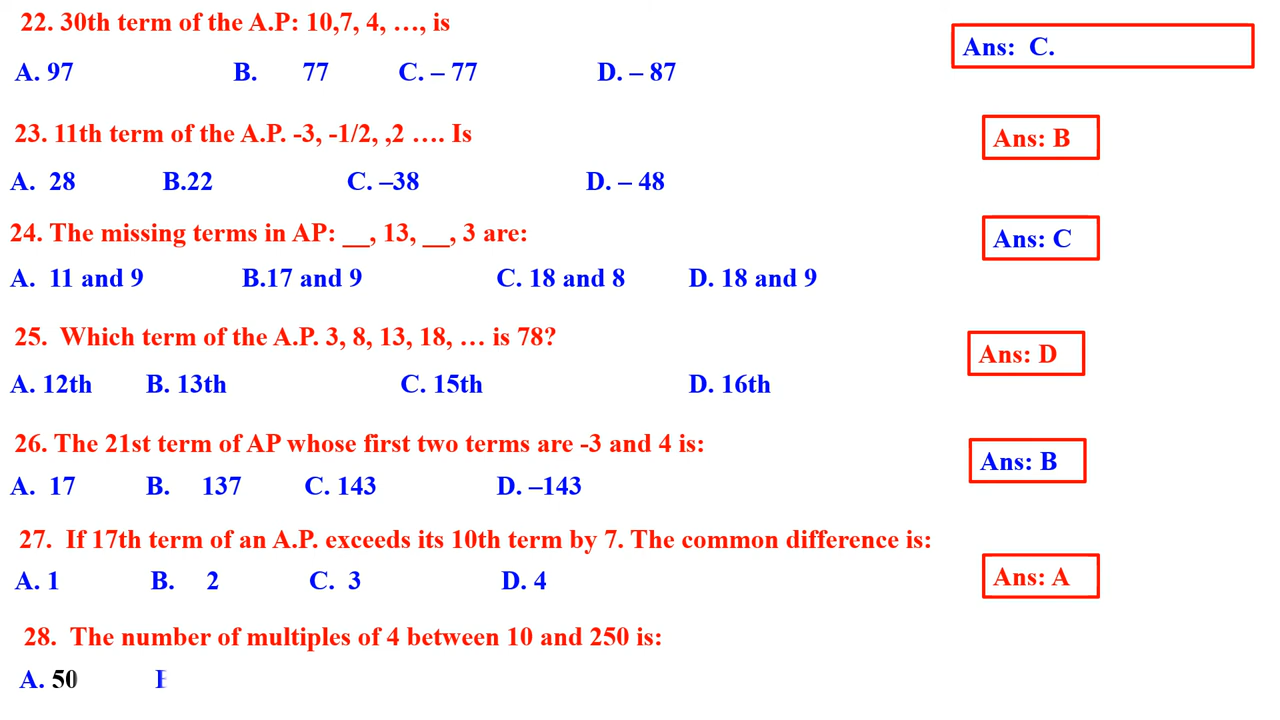 22. 30th term of the A.P: 10,7, 4, …, is
Ans: C.
A. 97 B. 77 C. – 77 D. – 87
23. 11th term of the A.P. -3, -1/2, ,2 …. Is
Ans: B
A. 28 B.22 C. –38 D. – 48
24. The missing terms in AP: __, 13, __, 3 are:
Ans: C
A. 11 and 9 B.17 and 9 C. 18 and 8 D. 18 and 9
25. Which term of the A.P. 3, 8, 13, 18, … is 78?
Ans: D
A. 12th B. 13th C. 15th D. 16th
26. The 21st term of AP whose first two terms are -3 and 4 is:
Ans: B
A. 17 B. 137 C. 143 D. –143
27. If 17th term of an A.P. exceeds its 10th term by 7. The common difference is:
Ans: A
A. 1 B. 2 C. 3 D. 4
28. The number of multiples of 4 between 10 and 250 is:
A. 50